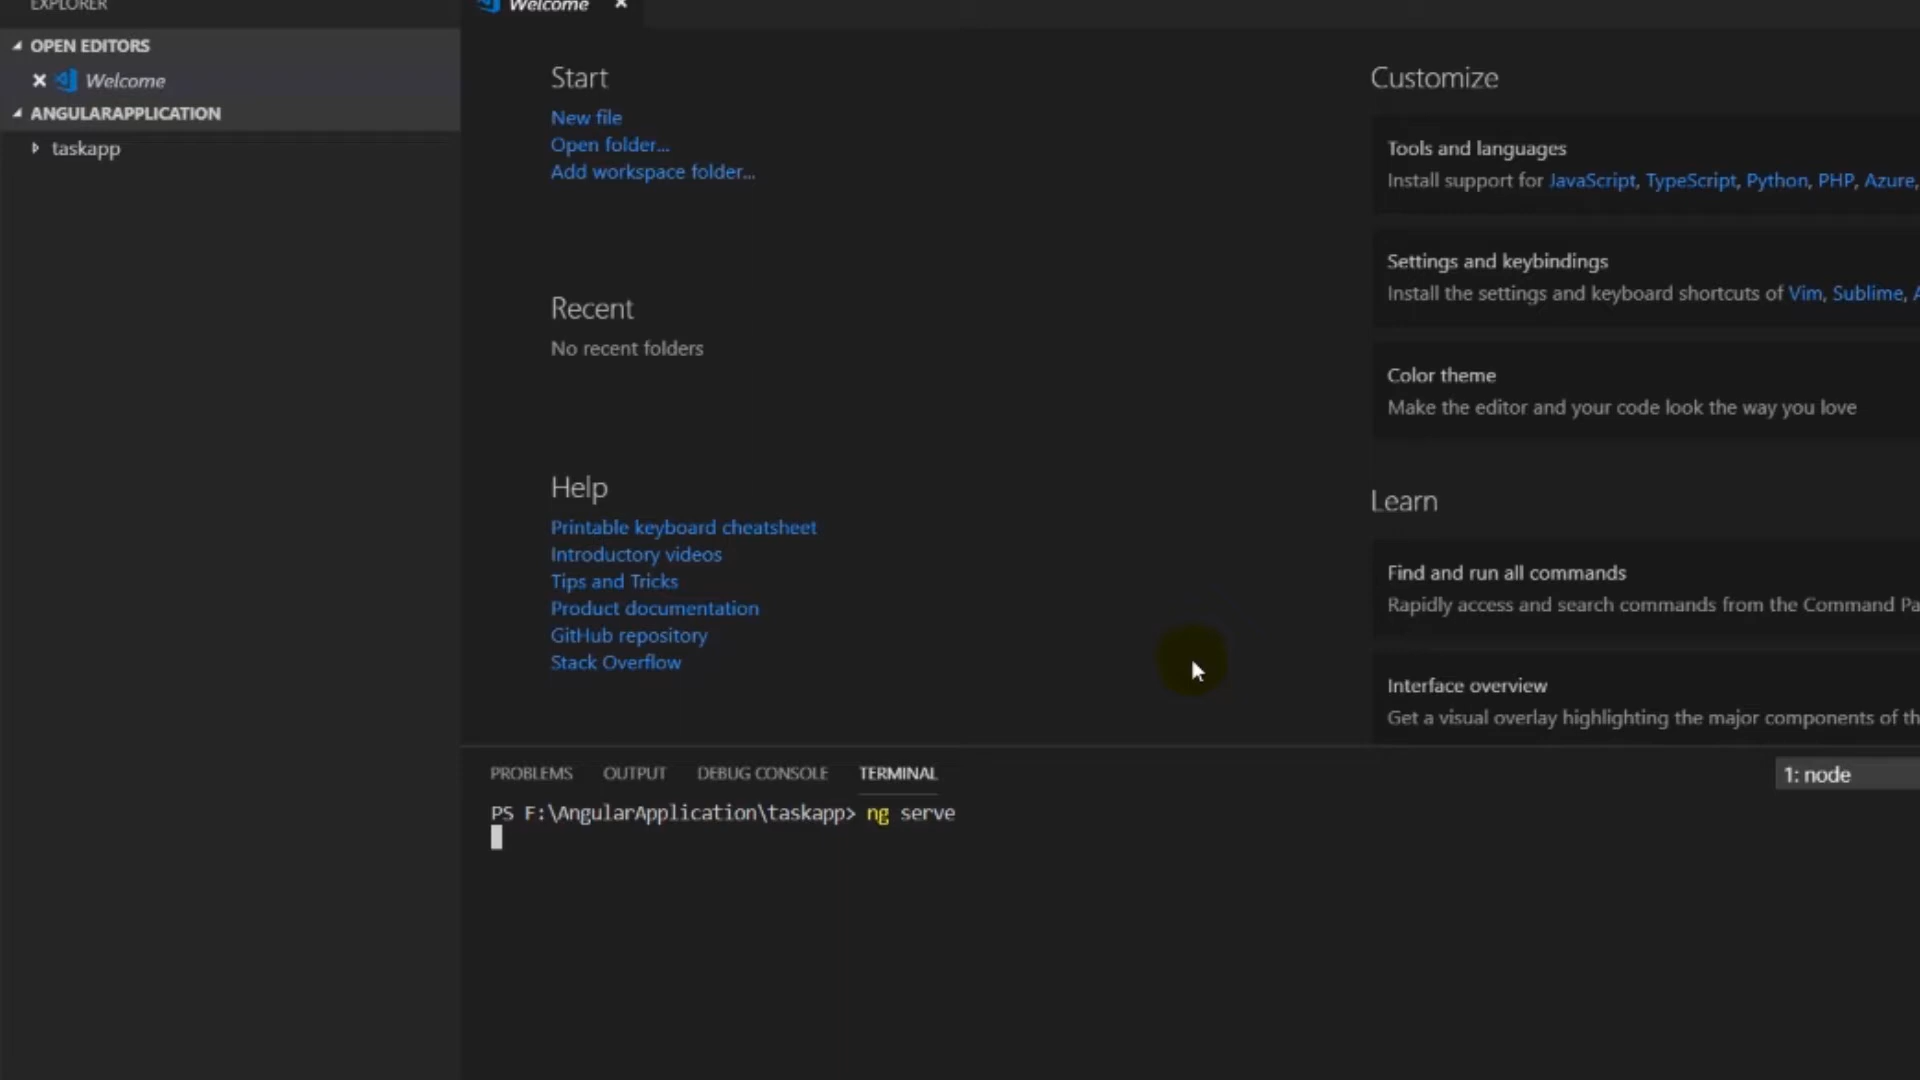 EXPLORER
OPEN EDITORS
Welcome
ANGULARAPPLICATION
taskapp
Welcome
Start
New file
Open folder...
Add workspace folder...
Recent
No recent folders
Help
Printable keyboard cheatsheet
Introductory videos
Tips and Tricks
Product documentation
GitHub repository
Stack Overflow
Customize
Tools and languages
Install support for JavaScript, TypeScript, Python, PHP, Azure,
Settings and keybindings
Install the settings and keyboard shortcuts of Vim, Sublime,
Color theme
Make the editor and your code look the way you love
Learn
Find and run all commands
Rapidly access and search commands from the Command Pa
Interface overview
Get a visual overlay highlighting the major components of th
PROBLEMS OUTPUT DEBUG CONSOLE TERMINAL
1: node
PS F:\AngularApplication\taskapp> ng serve